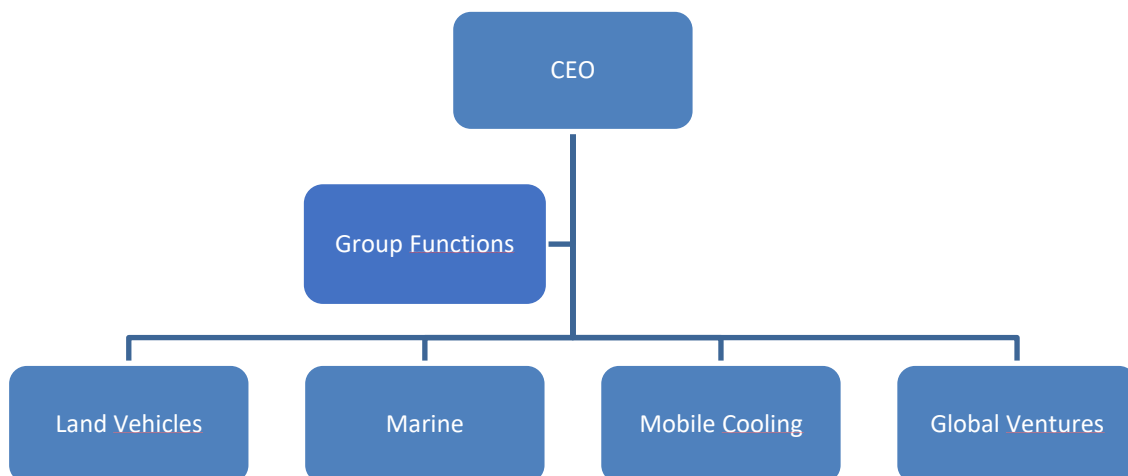 CEO
Group Functions
Land Vehicles
Marine
Mobile Cooling
Global Ventures